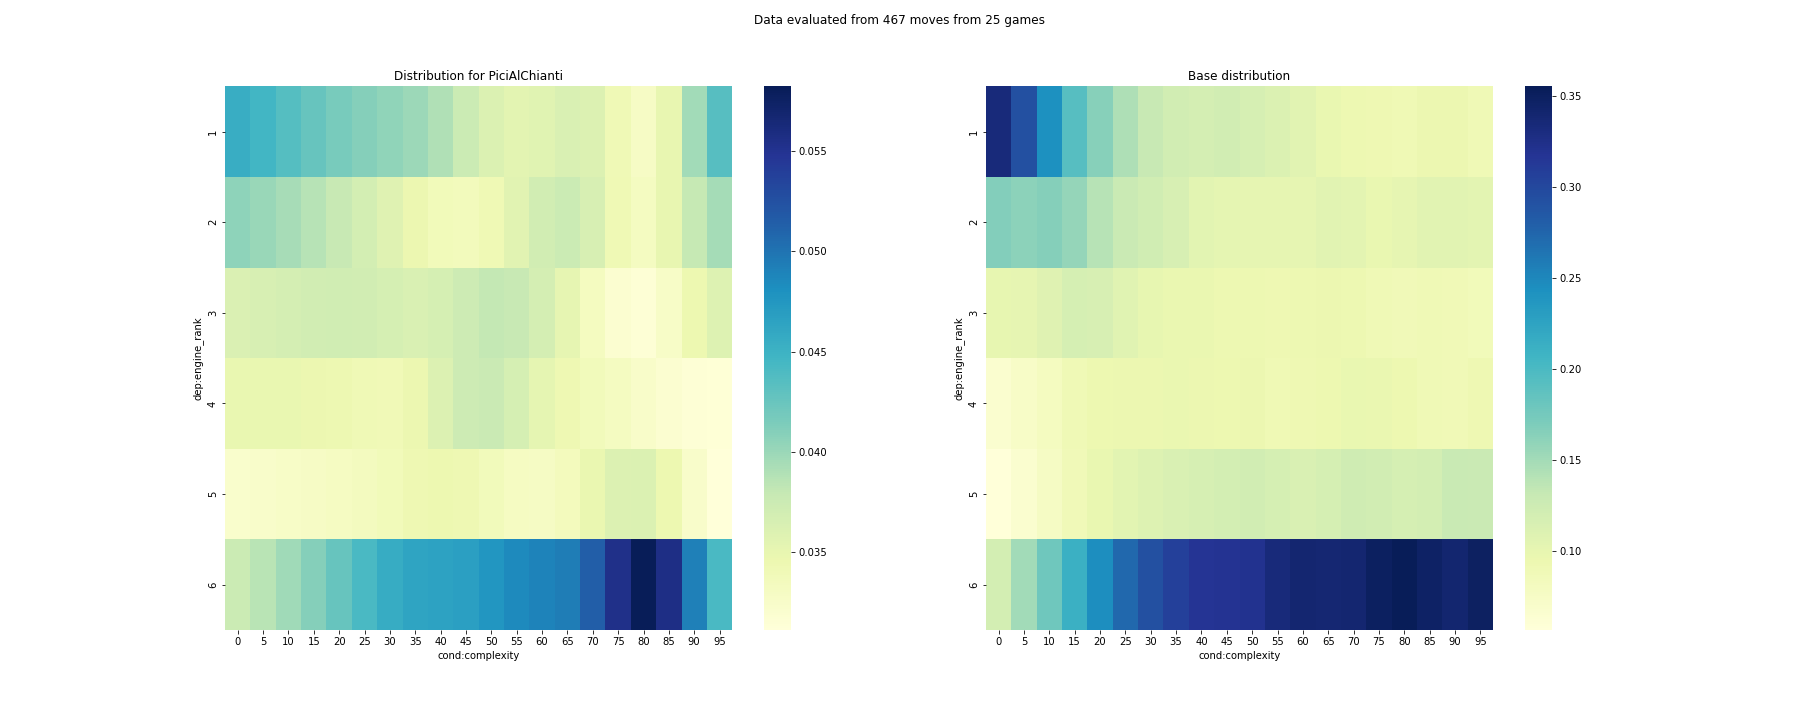 Data evaluated from 467 moves from 25 games
Distribution for PiciAlChianti
dep:engine_rank
1
2
3
4
5
6
0 5 10 15 20 25 30 35 40 45 50 55 60 65 70 75 80 85 90 95
cond:complexity
0.055
0.050
0.045
0.040
0.035
Base distribution
dep:engine_rank
1
2
3
4
5
6
0 5 10 15 20 25 30 35 40 45 50 55 60 65 70 75 80 85 90 95
cond:complexity
0.35
0.30
0.25
0.20
0.15
0.10